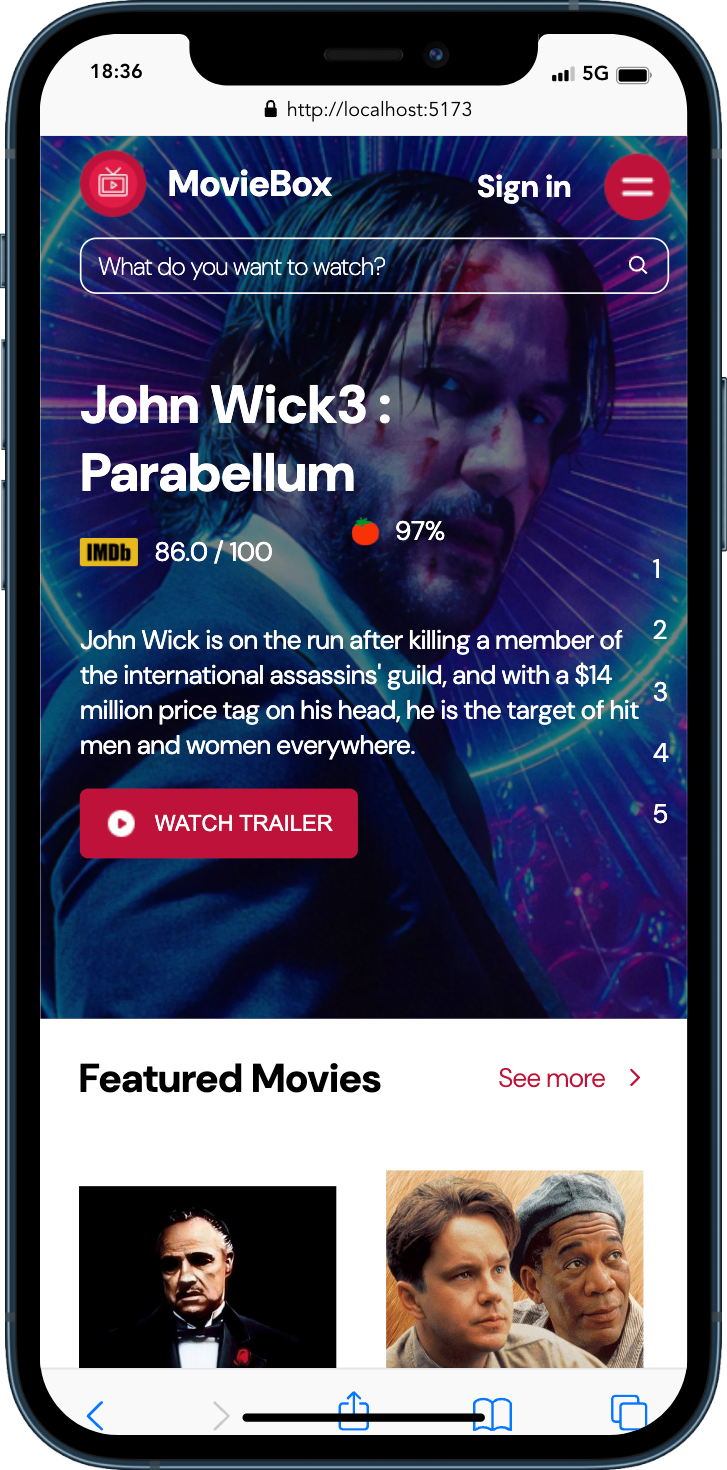 18:36
5G
http://localhost:5173
MovieBox
Sign in
What do you want to watch?
John Wick3 :
Parabellum
IMDb 86.0 / 100
97%
John Wick is on the run after killing a member of
the international assassins' guild, and with a $14
million price tag on his head, he is the target of hit
men and women everywhere.
1
2
3
4
5
WATCH TRAILER
Featured Movies
See more